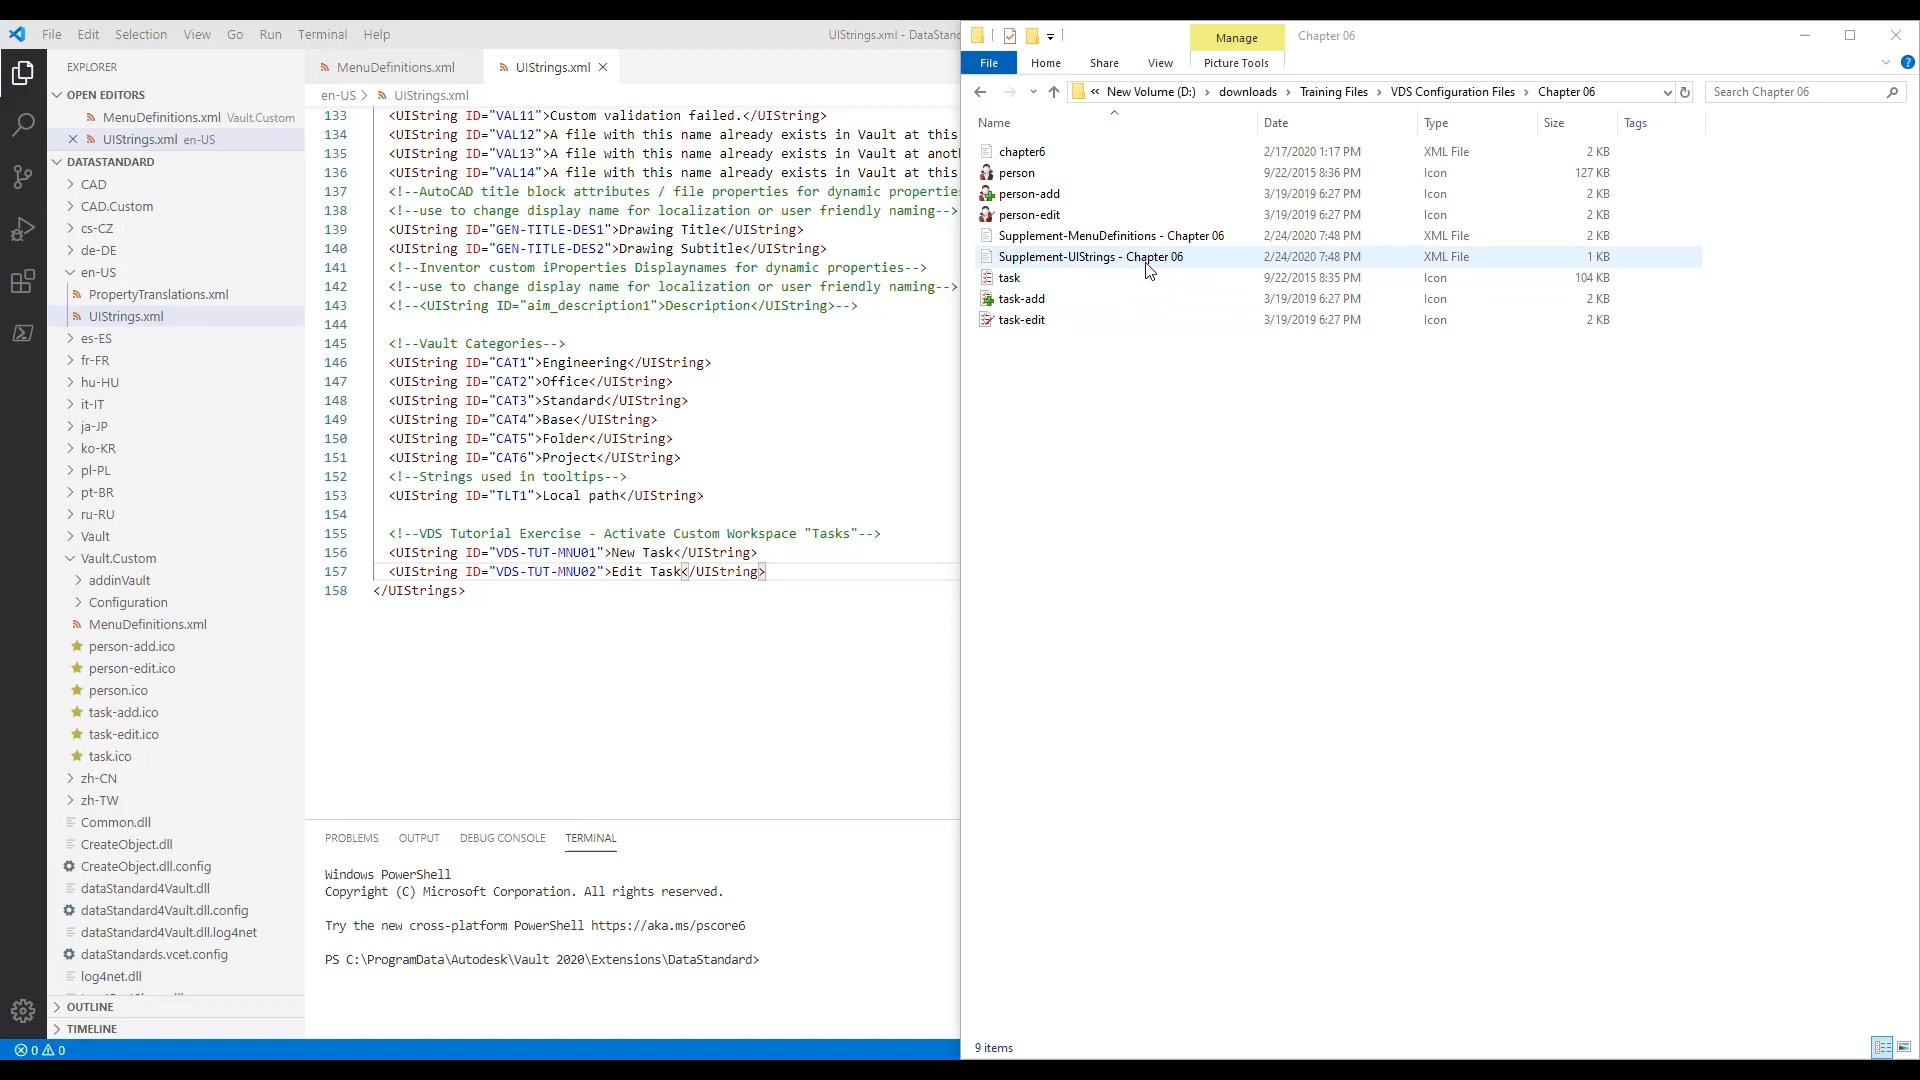 File Edit Selection View Go Run Terminal Help
UIStrings.xml - DataStand
EXPLORER
OPEN EDITORS
MenuDefinitions.xml Vault.Custom
UIStrings.xml en-US
DATASTANDARD
CAD
CAD.Custom
cs-CZ
de-DE
en-US
PropertyTranslations.xml
UIStrings.xml
es-ES
fr-FR
hu-HU
it-IT
ja-JP
ko-KR
pl-PL
pt-BR
ru-RU
Vault
Vault.Custom
addinVault
Configuration
MenuDefinitions.xml
person-add.ico
person-edit.ico
person.ico
task-add.ico
task-edit.ico
task.ico
zh-CN
zh-TW
Common.dll
CreateObject.dll
CreateObject.dll.config
dataStandard4Vault.dll
dataStandard4Vault.dll.config
dataStandard4Vault.dll.log4net
dataStandards.vcet.config
log4net.dll
OUTLINE
TIMELINE
0 0
MenuDefinitions.xml UIStrings.xml
en-US > UIStrings.xml
133 <UIString ID="VAL11">Custom validation failed.</UIString>
134 <UIString ID="VAL12">A file with this name already exists in Vault at this
135 <UIString ID="VAL13">A file with this name already exists in Vault at anot
136 <UIString ID="VAL14">A file with this name already exists in Vault at this
137 <!--AutoCAD title block attributes / file properties for dynamic propertie
138 <!--use to change display name for localization or user friendly naming-->
139 <UIString ID="GEN-TITLE-DES1">Drawing Title</UIString>
140 <UIString ID="GEN-TITLE-DES2">Drawing Subtitle</UIString>
141 <!--Inventor custom iProperties Displaynames for dynamic properties-->
142 <!--use to change display name for localization or user friendly naming-->
143 <!--<UIString ID="aim_description1">Description</UIString>-->
144
145 <!--Vault Categories-->
146 <UIString ID="CAT1">Engineering</UIString>
147 <UIString ID="CAT2">Office</UIString>
148 <UIString ID="CAT3">Standard</UIString>
149 <UIString ID="CAT4">Base</UIString>
150 <UIString ID="CAT5">Folder</UIString>
151 <UIString ID="CAT6">Project</UIString>
152 <!--Strings used in tooltips-->
153 <UIString ID="TLT1">Local path</UIString>
154
155 <!--VDS Tutorial Exercise - Activate Custom Workspace "Tasks"-->
156 <UIString ID="VDS-TUT-MNU01">New Task</UIString>
157 <UIString ID="VDS-TUT-MNU02">Edit Task</UIString>
158 </UIStrings>
PROBLEMS OUTPUT DEBUG CONSOLE TERMINAL
Windows PowerShell
Copyright (C) Microsoft Corporation. All rights reserved.
Try the new cross-platform PowerShell https://aka.ms/pscore6
PS C:\ProgramData\Autodesk\Vault 2020\Extensions\DataStandard>
Manage Chapter 06
File Home Share View Picture Tools
« New Volume (D:) > downloads > Training Files > VDS Configuration Files > Chapter 06
Search Chapter 06
Name Date Type Size Tags
chapter6 2/17/2020 1:17 PM XML File 2 KB
person 9/22/2015 8:36 PM Icon 127 KB
person-add 3/19/2019 6:27 PM Icon 2 KB
person-edit 3/19/2019 6:27 PM Icon 2 KB
Supplement-MenuDefinitions - Chapter 06 2/24/2020 7:48 PM XML File 2 KB
Supplement-UIStrings - Chapter 06 2/24/2020 7:48 PM XML File 1 KB
task 9/22/2015 8:35 PM Icon 104 KB
task-add 3/19/2019 6:27 PM Icon 2 KB
task-edit 3/19/2019 6:27 PM Icon 2 KB
9 items